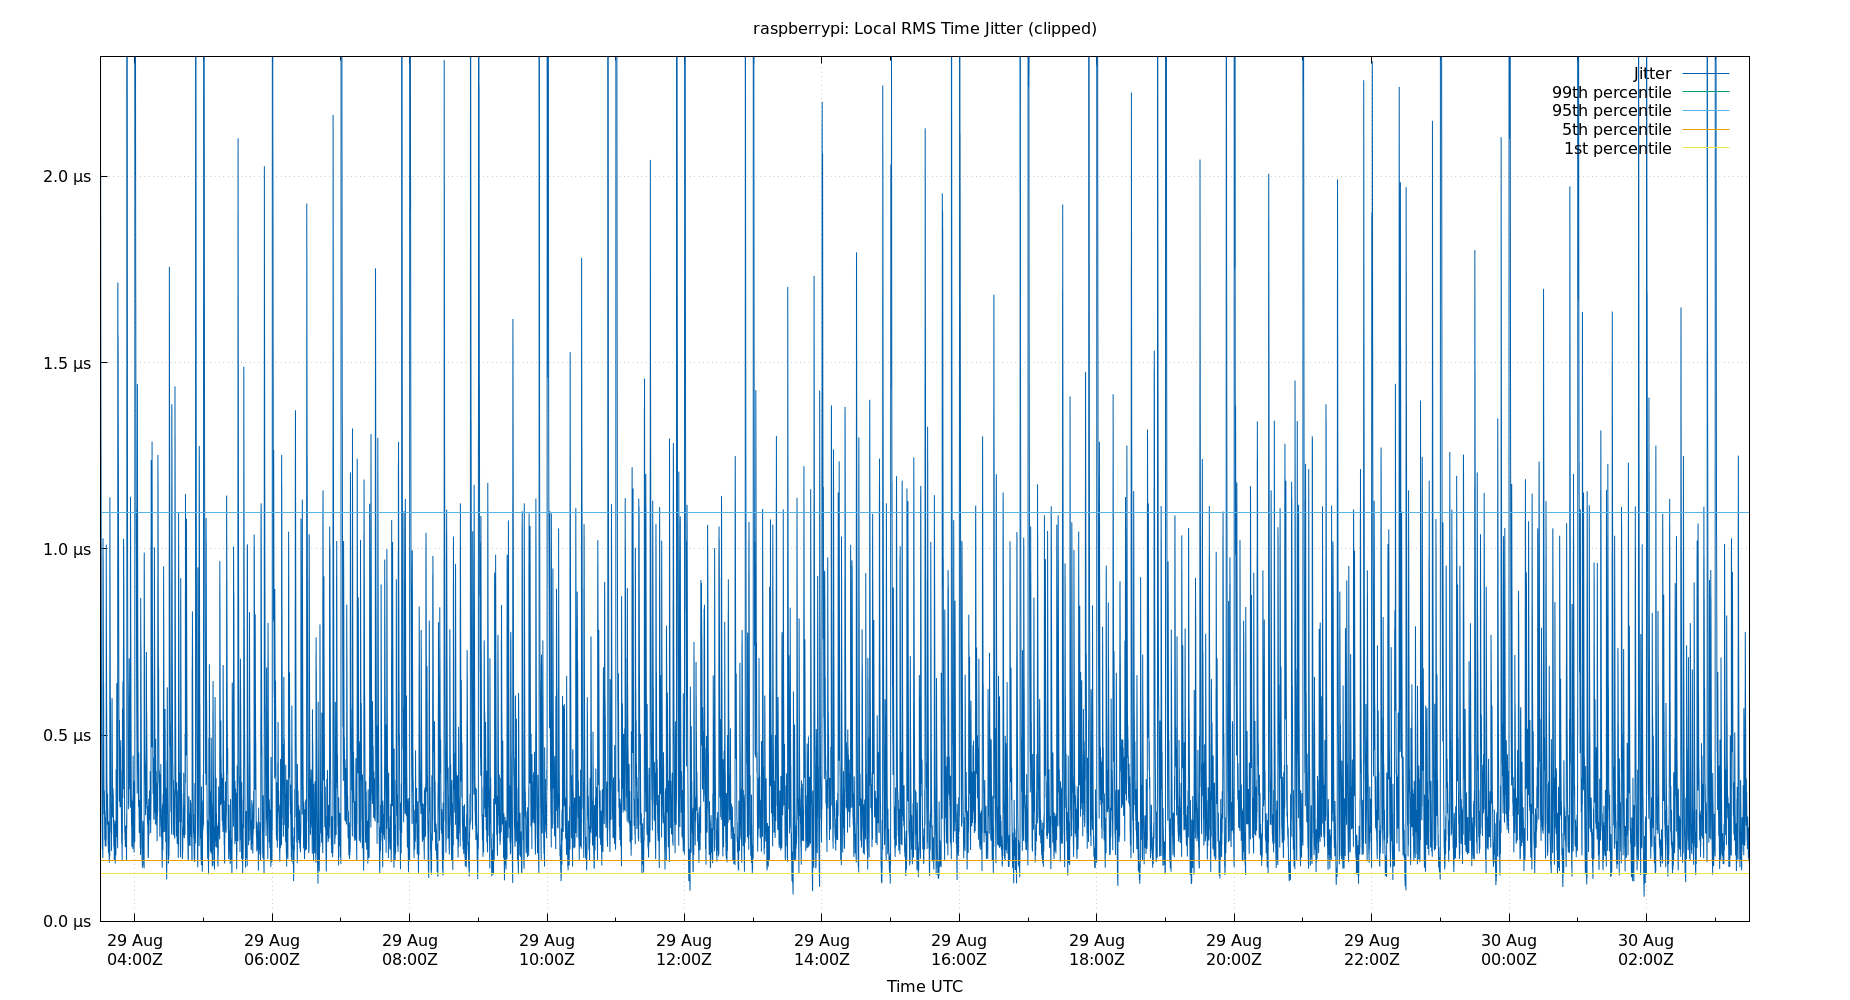 raspberrypi: Local RMS Time Jitter (clipped)
Jitter
99th percentile
95th percentile
5th percentile
1st percentile
2.0 µs
1.5 µs
1.0 µs
0.5 µs
0.0 µs
29 Aug 29 Aug 29 Aug 29 Aug 29 Aug 29 Aug 29 Aug 29 Aug 29 Aug 29 Aug 30 Aug 30 Aug
04:00Z 06:00Z 08:00Z 10:00Z 12:00Z 14:00Z 16:00Z 18:00Z 20:00Z 22:00Z 00:00Z 02:00Z
Time UTC